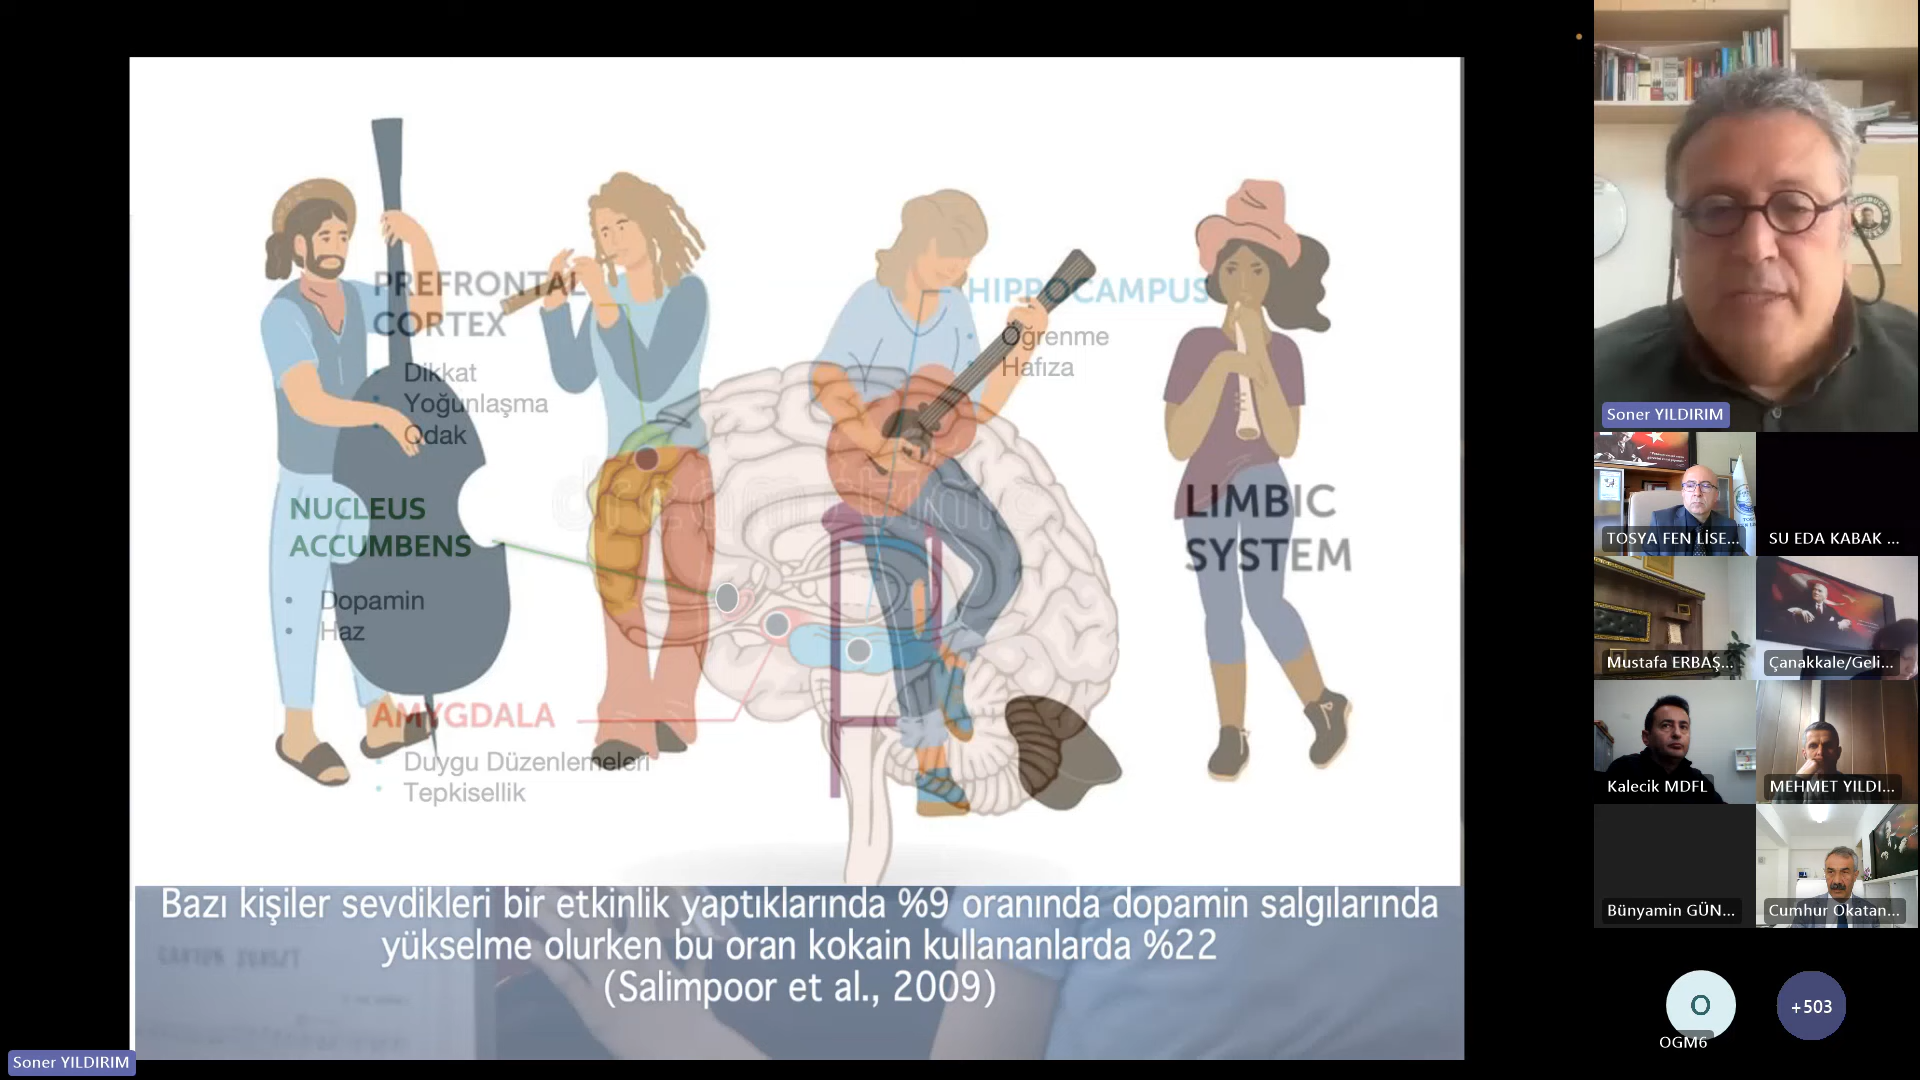 PREFRONTAL
CORTEX
Dikkat
Yoğunlaşma
Odak
HIPPOCAMPUS
Öğrenme
Hafıza
NUCLEUS
ACCUMBENS
• Dopamin
• Haz
LIMBIC
SYSTEM
AMYGDALA
• Duygu Düzenlemeleri
• Tepkisellik
dreamstime
Bazı kişiler sevdikleri bir etkinlik yaptıklarında %9 oranında dopamin salgılarında
yükselme olurken bu oran kokain kullananlarda %22
(Salimpoor et al., 2009)
Soner YILDIRIM
Soner YILDIRIM
TOSYA FEN LİSE...
SU EDA KABAK ...
Mustafa ERBAŞ...
Çanakkale/Geli...
Kalecik MDFL
MEHMET YILDI...
Bünyamin GÜN...
Cumhur Okatan...
O
OGM6
+503